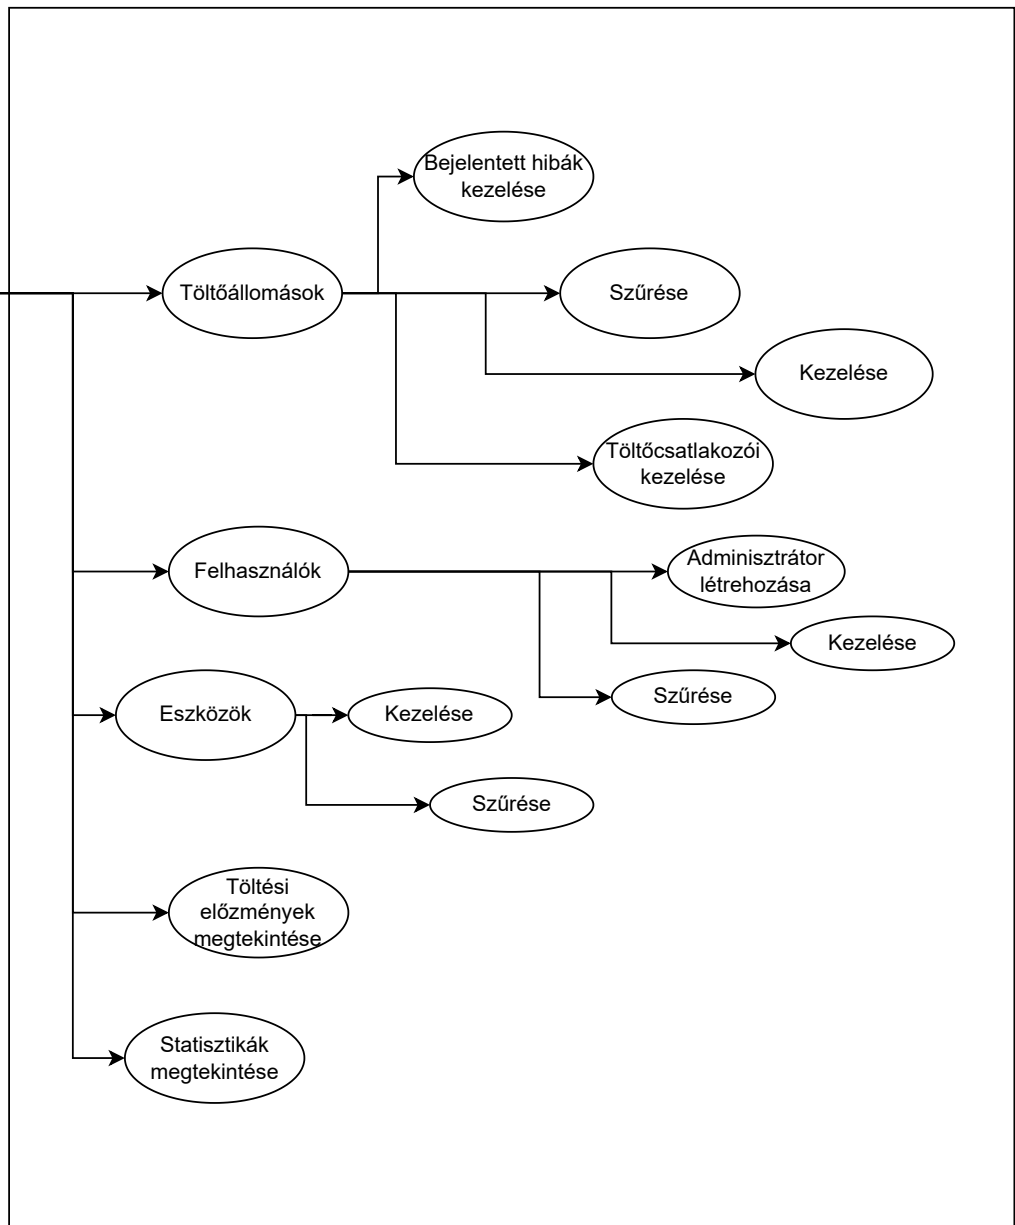 Bejelentett hibák
kezelése
Töltőállomások
Szűrése
Kezelése
Töltőcsatlakozói
kezelése
Felhasználók
Adminisztrátor
létrehozása
Kezelése
Szűrése
Eszközök
Kezelése
Szűrése
Töltési
előzmények
megtekintése
Statisztikák
megtekintése